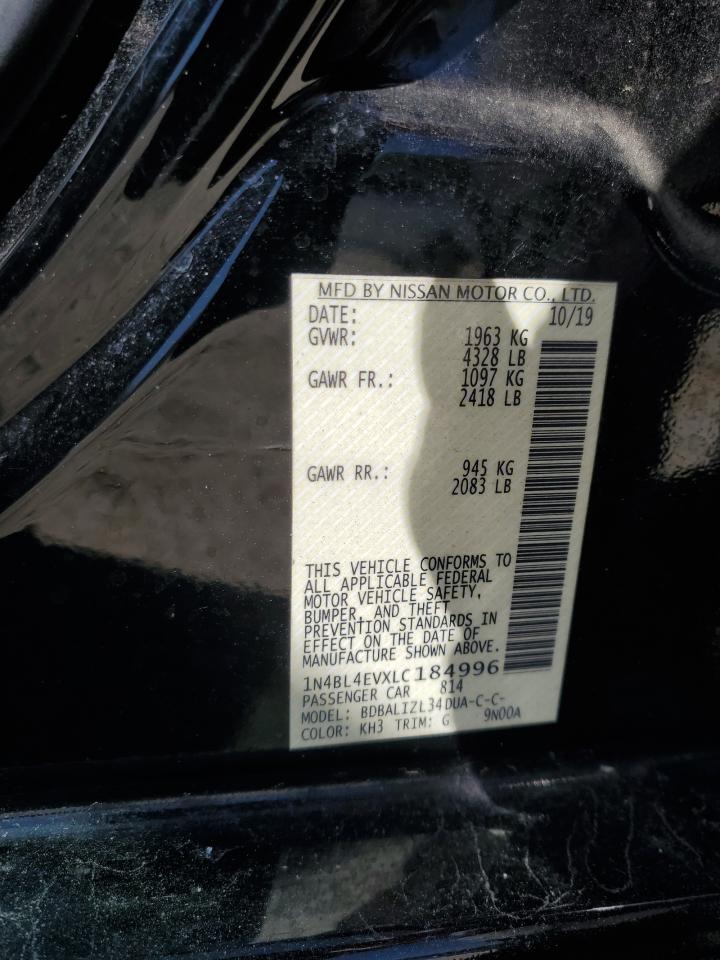 MFD BY NISSAN MOTOR CO., LTD.
DATE: 10/19
GVWR: 1963 KG
4328 LB
GAWR FR.: 1097 KG
2418 LB
GAWR RR.: 945 KG
2083 LB
THIS VEHICLE CONFORMS TO
ALL APPLICABLE FEDERAL
MOTOR VEHICLE SAFETY,
BUMPER, AND THEFT
PREVENTION STANDARDS IN
EFFECT ON THE DATE OF
MANUFACTURE SHOWN ABOVE.
1N4BL4EVXLC184996
PASSENGER CAR 814
MODEL: BDBALIZL34DUA-C-C-
COLOR: KH3 TRIM: G 9N00A